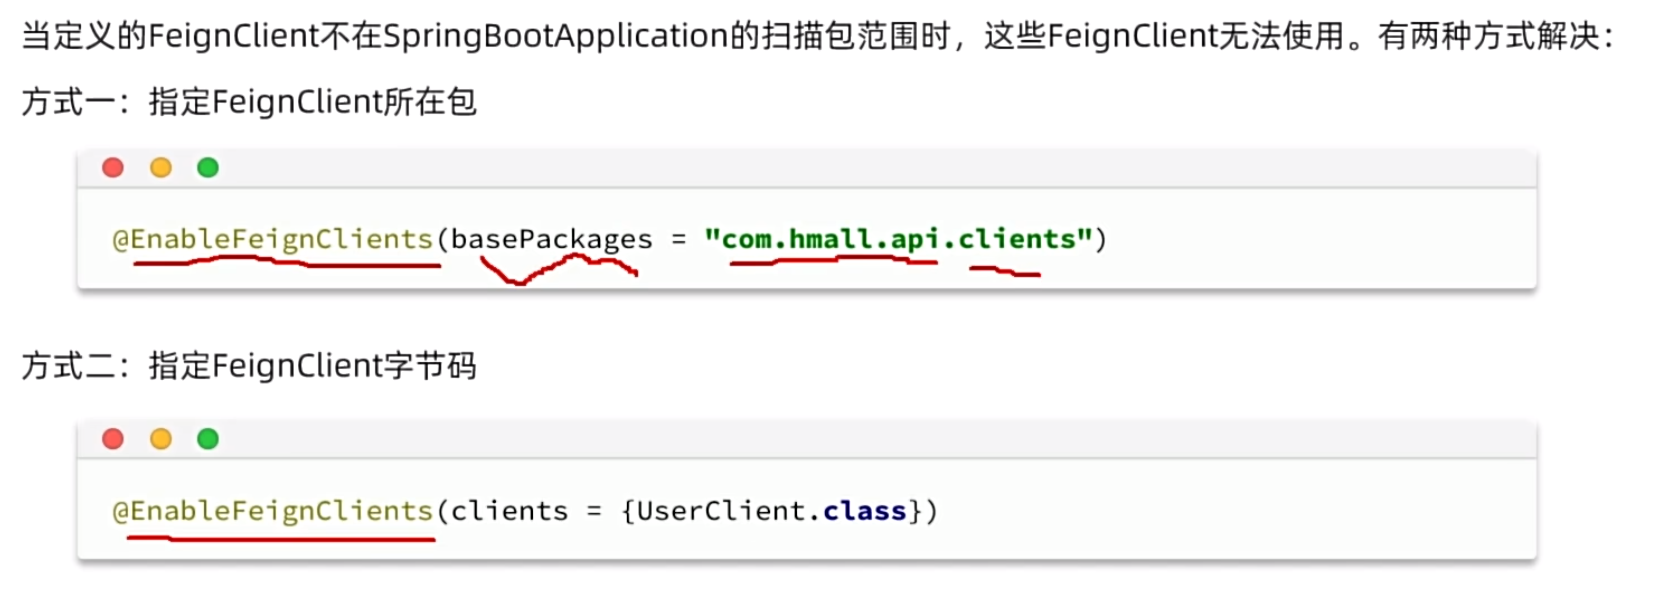 当定义的FeignClient不在SpringBootApplication的扫描包范围时，这些FeignClient无法使用。有两种方式解决：
方式一：指定FeignClient所在包
@EnableFeignClients(basePackages = "com.hmall.api.clients")
方式二：指定FeignClient字节码
@EnableFeignClients(clients = {UserClient.class})